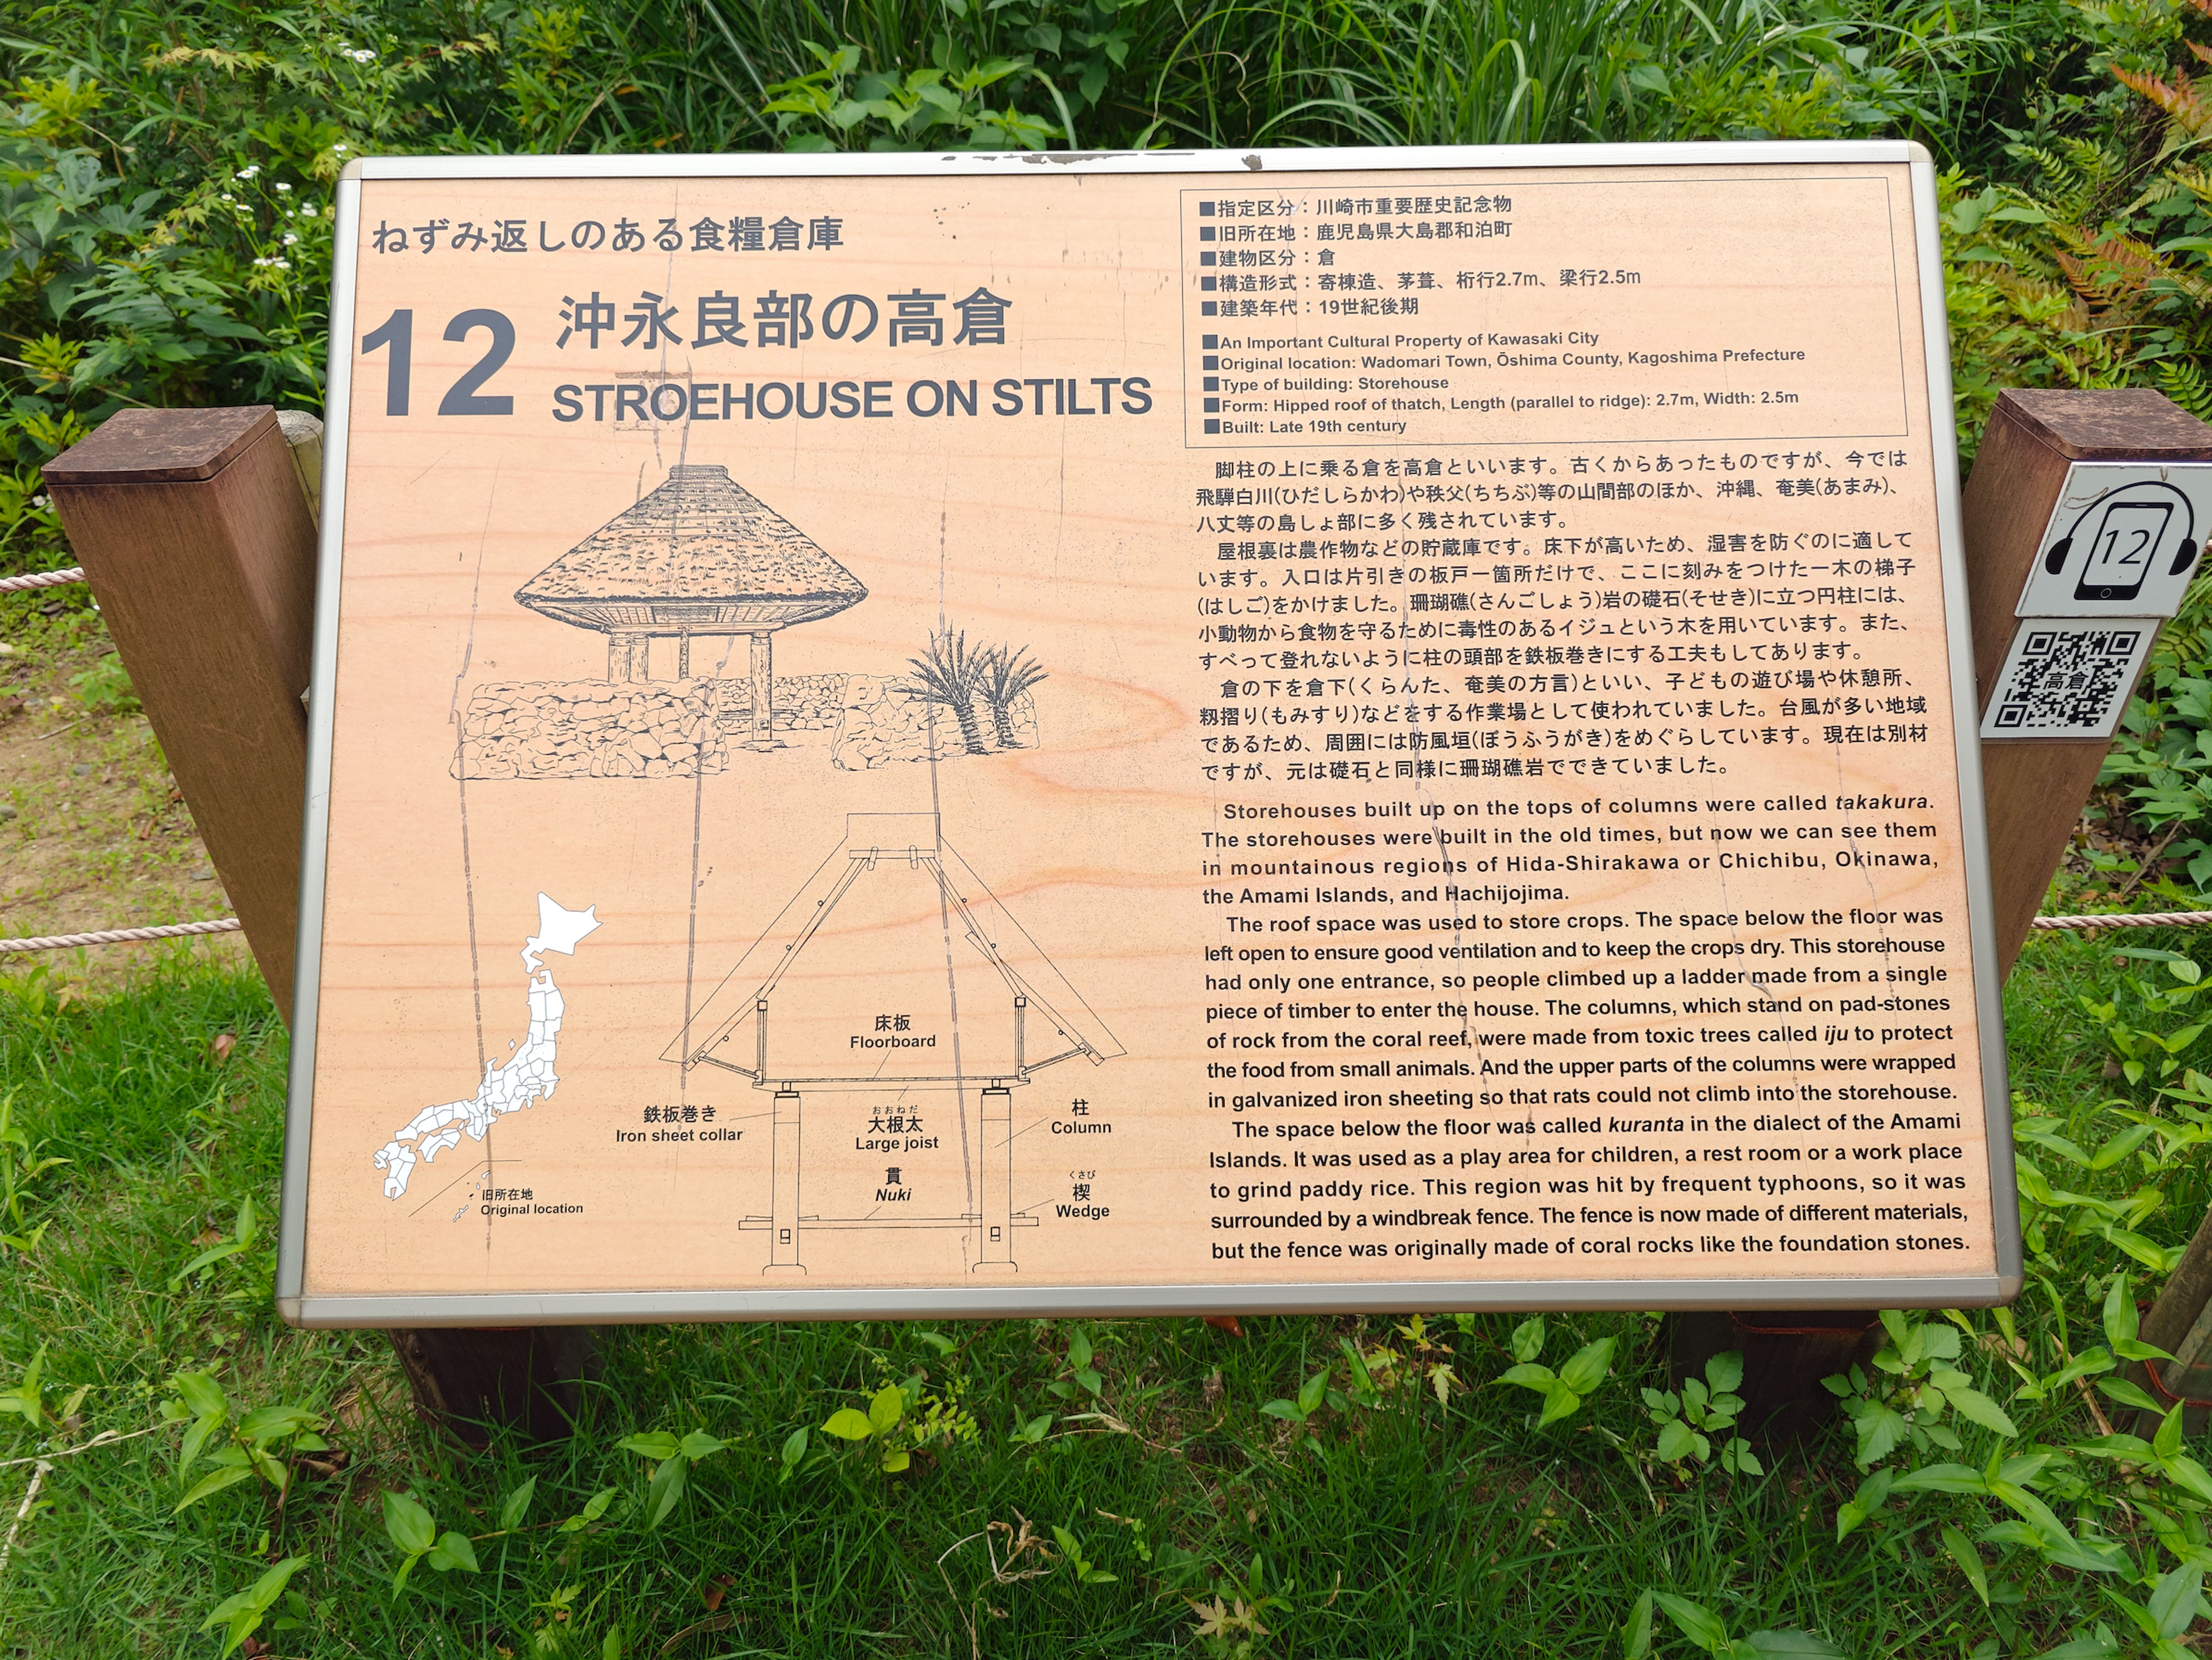 ねずみ返しのある食糧倉庫
12
沖永良部の高倉
STROEHOUSE ON STILTS
■指定区分：川崎市重要歴史記念物
■旧所在地：鹿児島県大島郡和泊町
■建物区分：倉
■構造形式：寄棟造、茅葺、桁行2.7m、梁行2.5m
■建築年代：19世紀後期
■An Important Cultural Property of Kawasaki City
■Original location: Wadomari Town, Ōshima County, Kagoshima Prefecture
■Type of building: Storehouse
■Form: Hipped roof of thatch, Length (parallel to ridge): 2.7m, Width: 2.5m
■Built: Late 19th century
脚柱の上に乗る倉を高倉といいます。古くからあったものですが、今では
飛騨白川(ひだしらかわ)や秩父(ちちぶ)等の山間部のほか、沖縄、奄美(あまみ)、
八丈等の島しょ部に多く残されています。
屋根裏は農作物などの貯蔵庫です。床下が高いため、湿害を防ぐのに適して
います。入口は片引きの板戸一箇所だけで、ここに刻みをつけた一木の梯子
(はしご)をかけました。珊瑚礁(さんごしょう)岩の礎石(そせき)に立つ円柱には、
小動物から食物を守るために毒性のあるイジュという木を用いています。また、
すべって登れないように柱の頭部を鉄板巻きにする工夫もしてあります。
倉の下を倉下(くらんた、奄美の方言)といい、子どもの遊び場や休憩所、
籾摺り(もみすり)などをする作業場として使われていました。台風が多い地域
であるため、周囲には防風垣(ぼうふうがき)をめぐらしています。現在は別材
ですが、元は礎石と同様に珊瑚礁岩でできていました。
Storehouses built up on the tops of columns were called takakura.
The storehouses were built in the old times, but now we can see them
in mountainous regions of Hida-Shirakawa or Chichibu, Okinawa,
the Amami Islands, and Hachijojima.
The roof space was used to store crops. The space below the floor was
left open to ensure good ventilation and to keep the crops dry. This storehouse
had only one entrance, so people climbed up a ladder made from a single
piece of timber to enter the house. The columns, which stand on pad-stones
of rock from the coral reef, were made from toxic trees called iju to protect
the food from small animals. And the upper parts of the columns were wrapped
in galvanized iron sheeting so that rats could not climb into the storehouse.
The space below the floor was called kuranta in the dialect of the Amami
Islands. It was used as a play area for children, a rest room or a work place
to grind paddy rice. This region was hit by frequent typhoons, so it was
surrounded by a windbreak fence. The fence is now made of different materials,
but the fence was originally made of coral rocks like the foundation stones.
床板
Floorboard
鉄板巻き
Iron sheet collar
おおねだ
大根太
Large joist
柱
Column
貫
Nuki
くさび
楔
Wedge
旧所在地
Original location
12
高倉